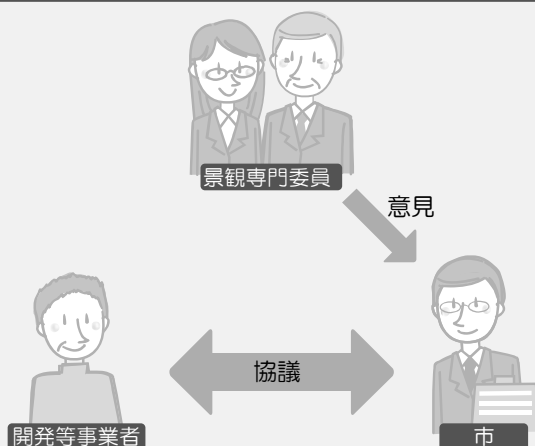 景観専門委員
意見
協議
開発等事業者
市